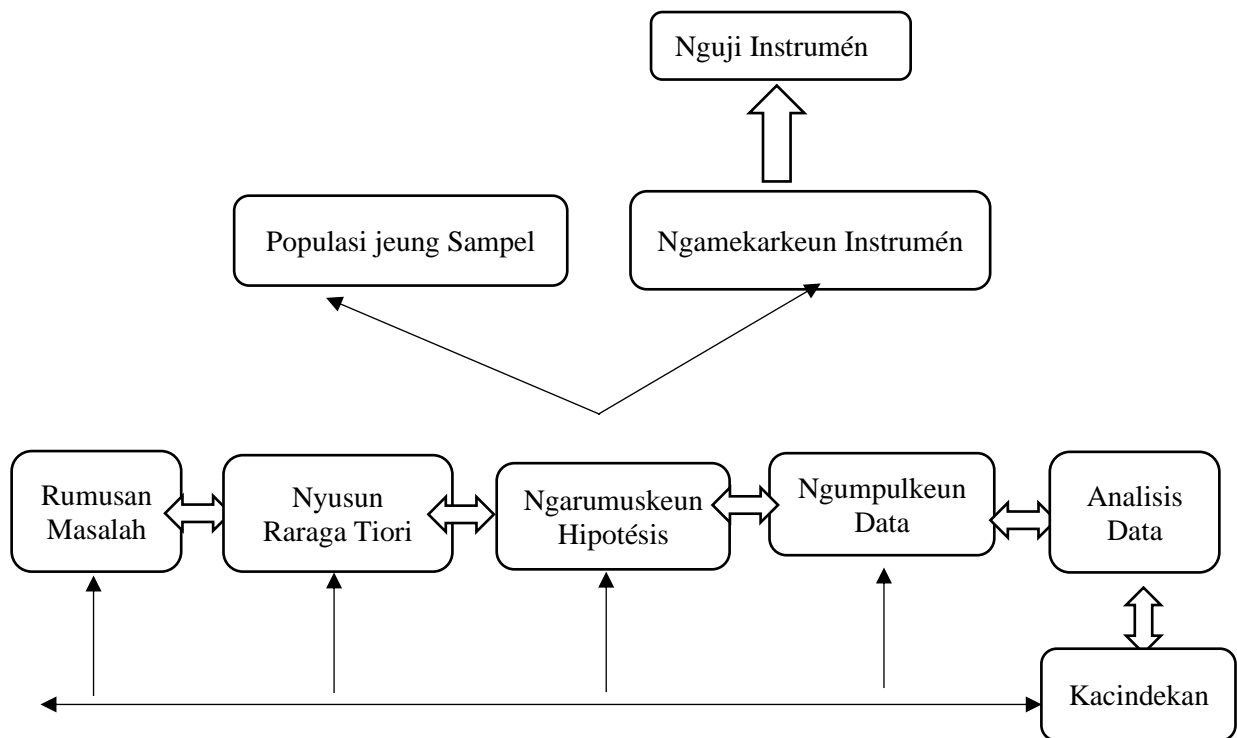 Nguji Instrumén
Populasi jeung Sampel
Ngamekarkeun Instrumén
Rumusan
Masalah
Nyusun
Raraga Tiori
Ngarumuskeun
Hipotésis
Ngumpulkeun
Data
Analisis
Data
Kacindekan